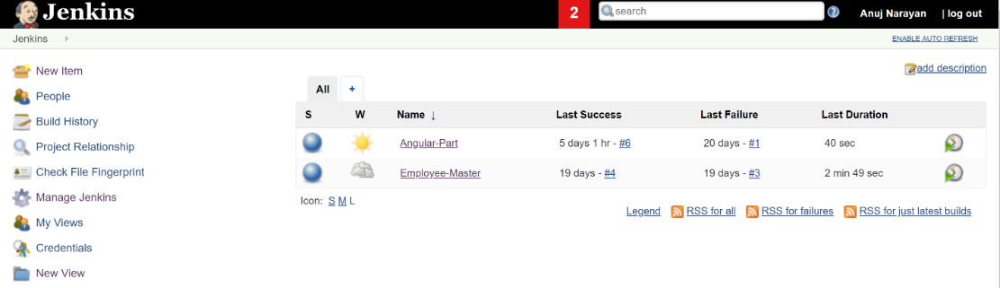 Jenkins
2
search
Anuj Narayan
| log out
Jenkins
ENABLE AUTO REFRESH
New Item
People
Build History
Project Relationship
Check File Fingerprint
Manage Jenkins
My Views
Credentials
New View
add description
All +
S W Name ↓ Last Success Last Failure Last Duration
Angular-Part 5 days 1 hr - #6 20 days - #1 40 sec
Employee-Master 19 days - #4 19 days - #3 2 min 49 sec
Icon: S M L
Legend RSS for all RSS for failures RSS for just latest builds